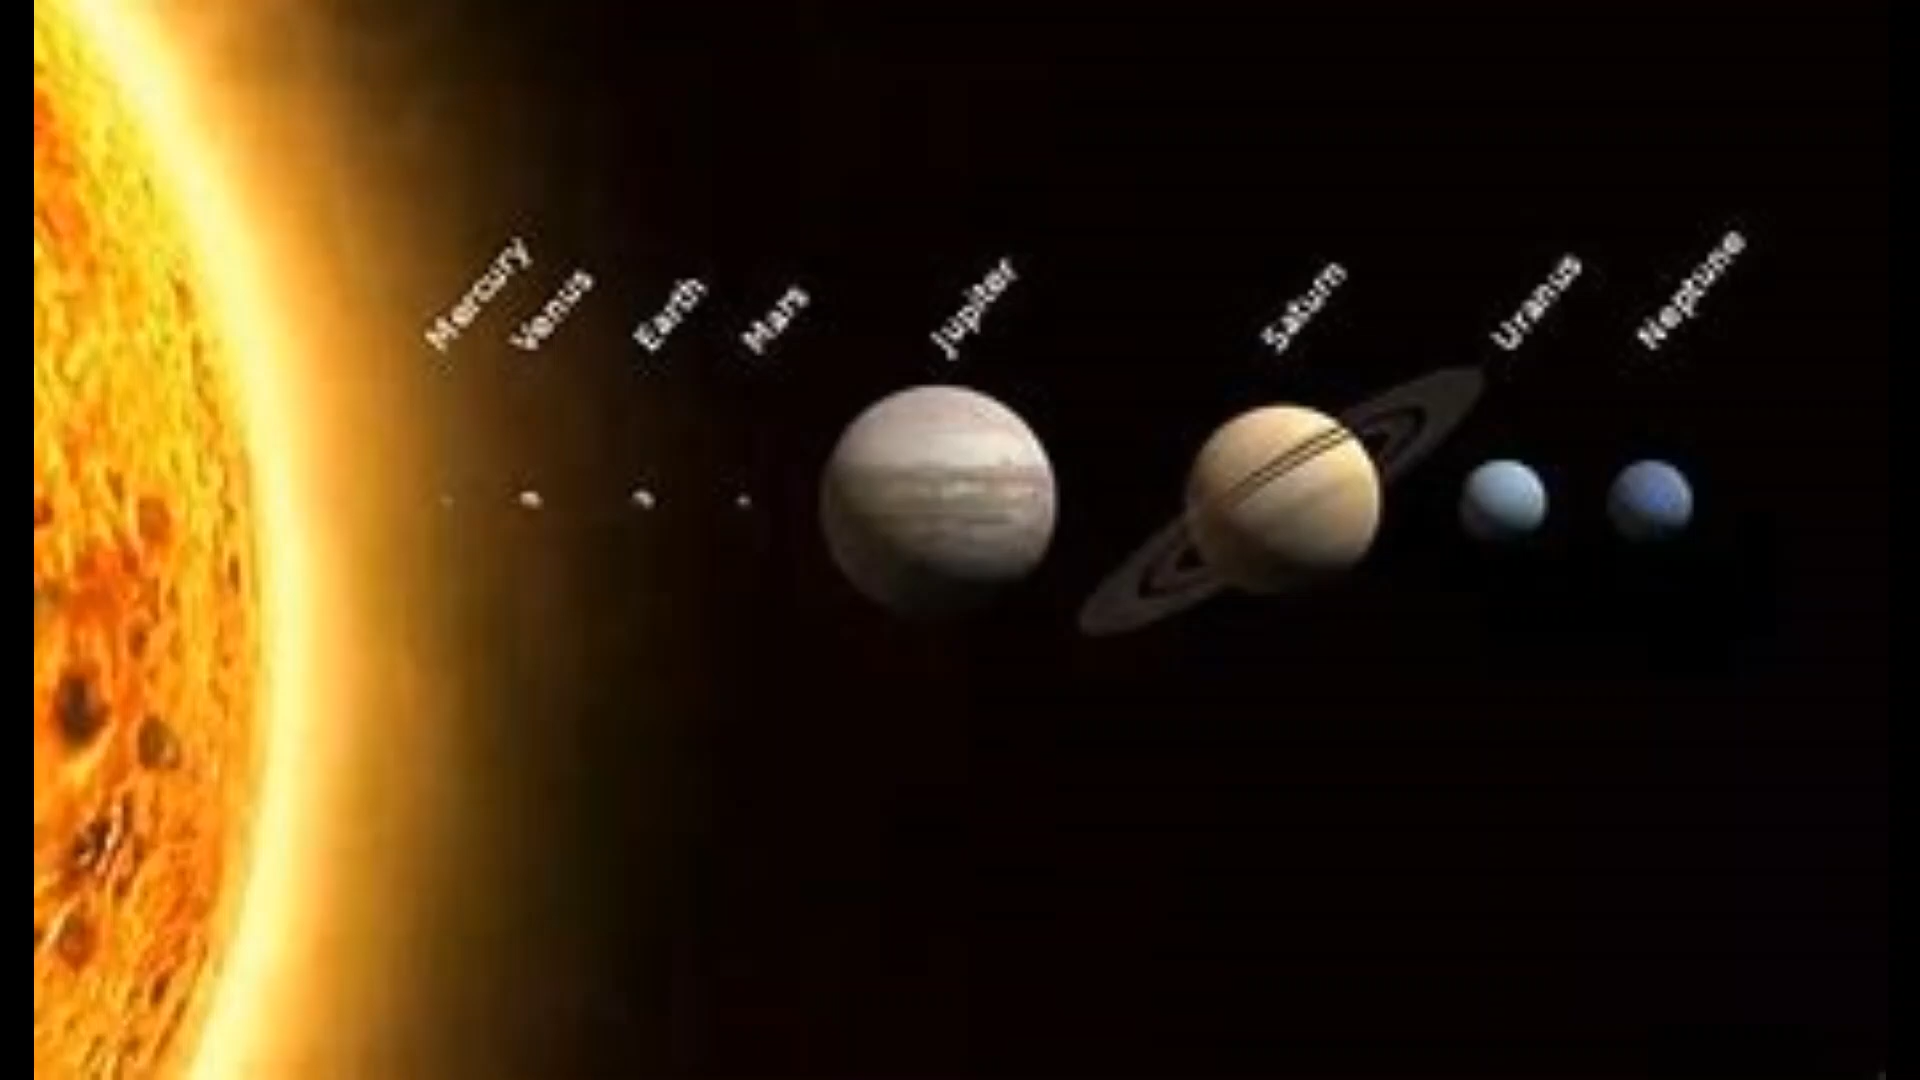 Mercury
Venus
Earth
Mars
Jupiter
Saturn
Uranus
Neptune